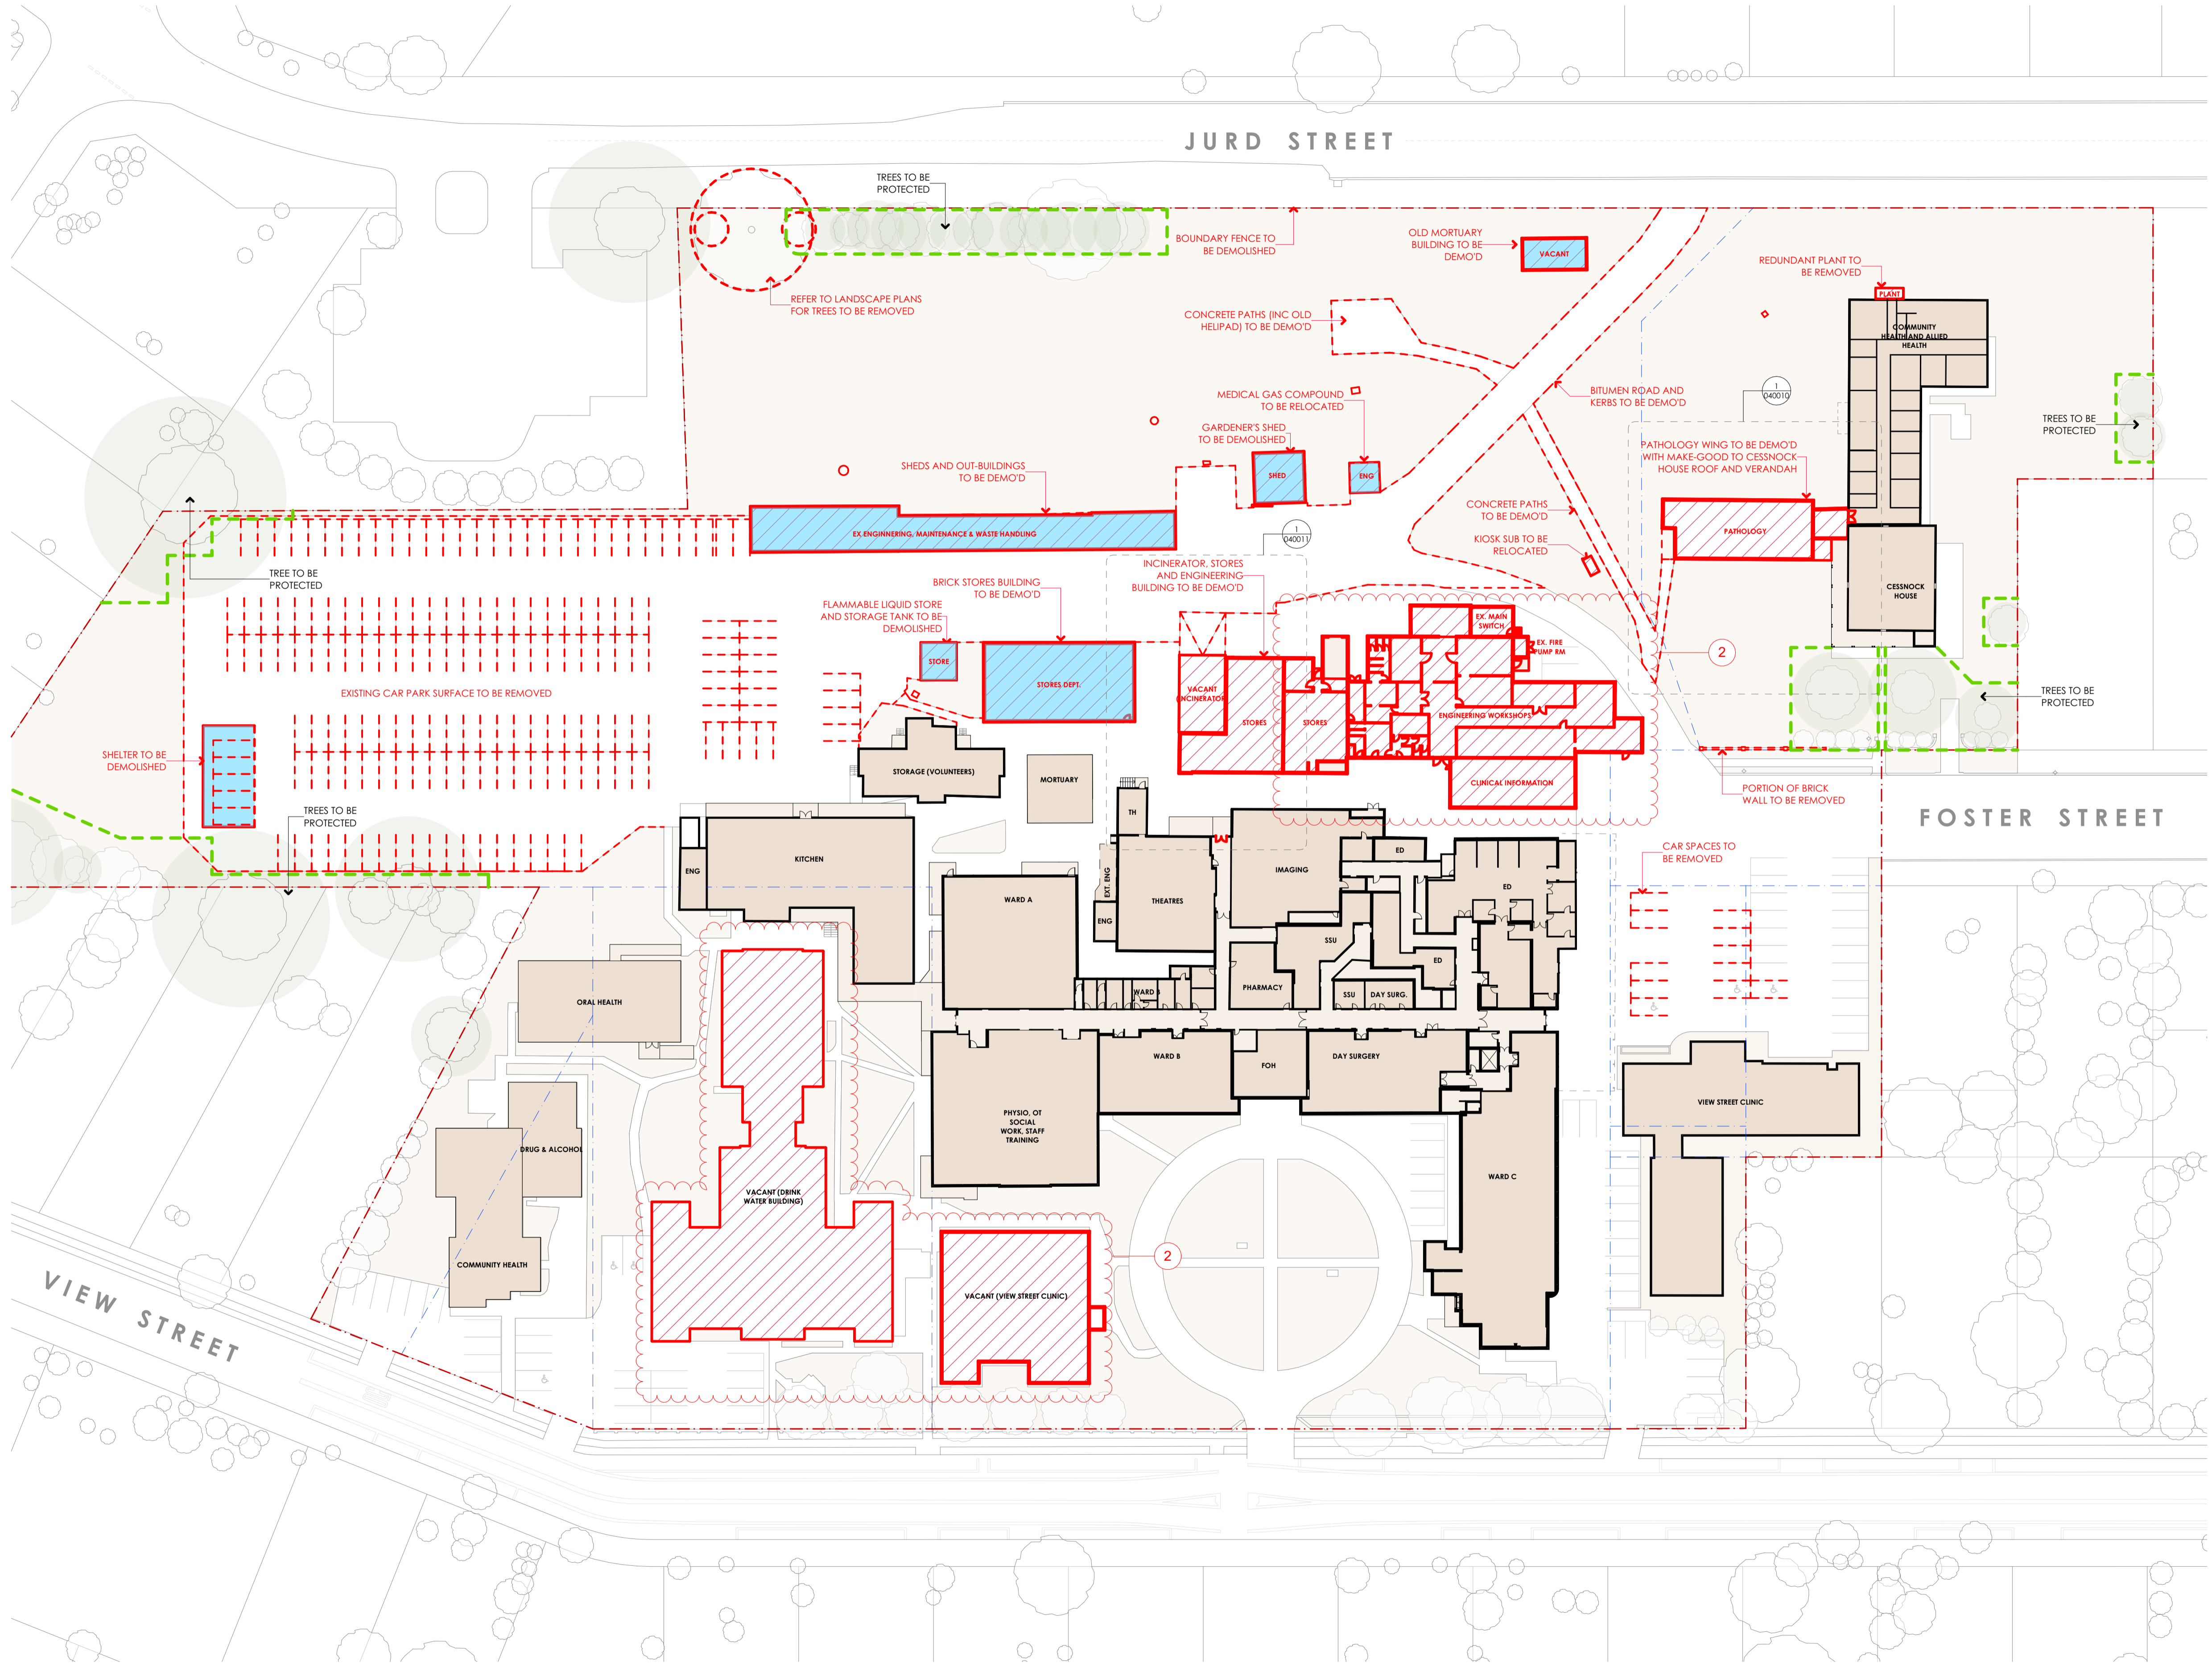 JURD STREET
TREES TO BE
PROTECTED
BOUNDARY FENCE TO
BE DEMOLISHED
OLD MORTUARY
BUILDING TO BE
DEMO'D
VACANT
REDUNDANT PLANT TO
BE REMOVED
PLANT
REFER TO LANDSCAPE PLANS
FOR TREES TO BE REMOVED
CONCRETE PATHS (INC OLD
HELIPAD) TO BE DEMO'D
COMMUNITY
HEALTH AND ALLIED
HEALTH
MEDICAL GAS COMPOUND
TO BE RELOCATED
BITUMEN ROAD AND
KERBS TO BE DEMO'D
1
040010
TREES TO BE
PROTECTED
GARDENER'S SHED
TO BE DEMOLISHED
PATHOLOGY WING TO BE DEMO'D
WITH MAKE-GOOD TO CESSNOCK
HOUSE ROOF AND VERANDAH
SHEDS AND OUT-BUILDINGS
TO BE DEMO'D
SHED
ENG
CONCRETE PATHS
TO BE DEMO'D
EX ENGINNERING, MAINTENANCE & WASTE HANDLING
1
040011
PATHOLOGY
KIOSK SUB TO BE
RELOCATED
INCINERATOR, STORES
AND ENGINEERING
BUILDING TO BE DEMO'D
TREE TO BE
PROTECTED
BRICK STORES BUILDING
TO BE DEMO'D
CESSNOCK
HOUSE
FLAMMABLE LIQUID STORE
AND STORAGE TANK TO BE
DEMOLISHED
EX. MAIN
SWITCH
EX. FIRE
PUMP RM
2
STORE
STORES DEPT.
VACANT
(INCINERATOR
EXISTING CAR PARK SURFACE TO BE REMOVED
TREES TO BE
PROTECTED
STORES
STORES
ENGINEERING WORKSHOPS
SHELTER TO BE
DEMOLISHED
STORAGE (VOLUNTEERS)
MORTUARY
CLINICAL INFORMATION
PORTION OF BRICK
WALL TO BE REMOVED
TREES TO BE
PROTECTED
TH
FOSTER STREET
CAR SPACES TO
BE REMOVED
KITCHEN
ENG
ED
IMAGING
ED
EXT. ENG
WARD A
THEATRES
ENG
SSU
ED
PHARMACY
WARD B
SSU
DAY SURG.
ORAL HEALTH
WARD B
FOH
DAY SURGERY
PHYSIO, OT
SOCIAL
WORK, STAFF
TRAINING
VIEW STREET CLINIC
DRUG & ALCOHOL
WARD C
VACANT (DRINK
WATER BUILDING)
2
COMMUNITY HEALTH
VACANT (VIEW STREET CLINIC)
VIEW STREET